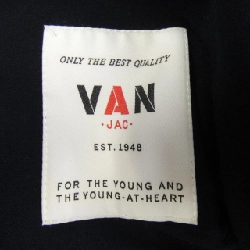 ONLY THE BEST QUALITY
VAN
·JAC·
EST. 1948
FOR THE YOUNG AND
THE YOUNG-AT-HEART